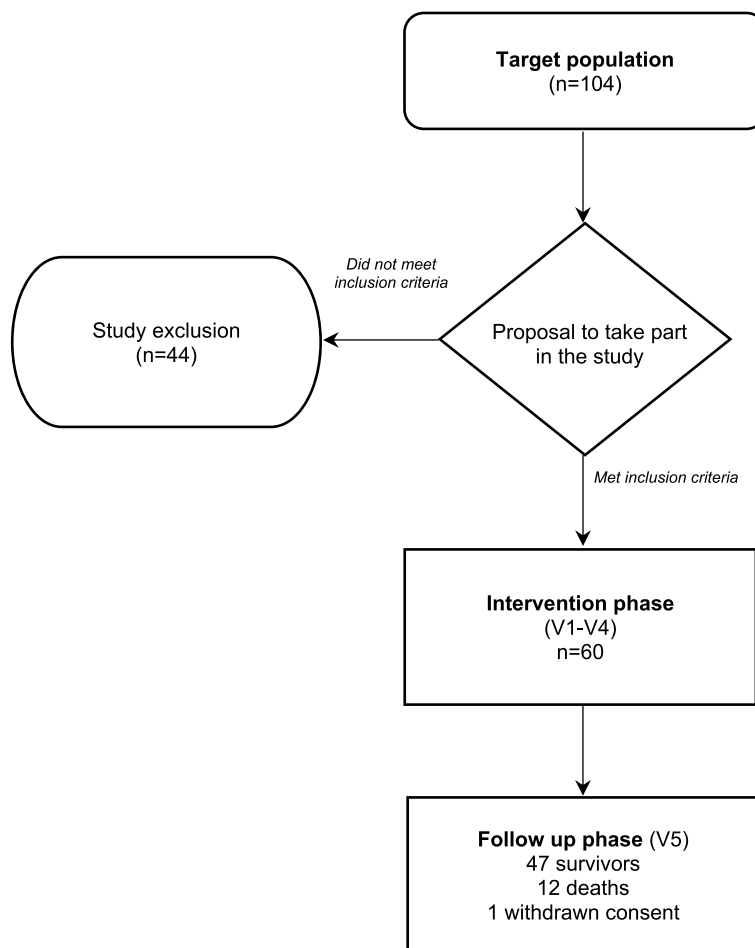 Target population
(n=104)
Did not meet
inclusion criteria
Study exclusion
(n=44)
Proposal to take part
in the study
Met inclusion criteria
Intervention phase
(V1-V4)
n=60
Follow up phase (V5)
47 survivors
12 deaths
1 withdrawn consent